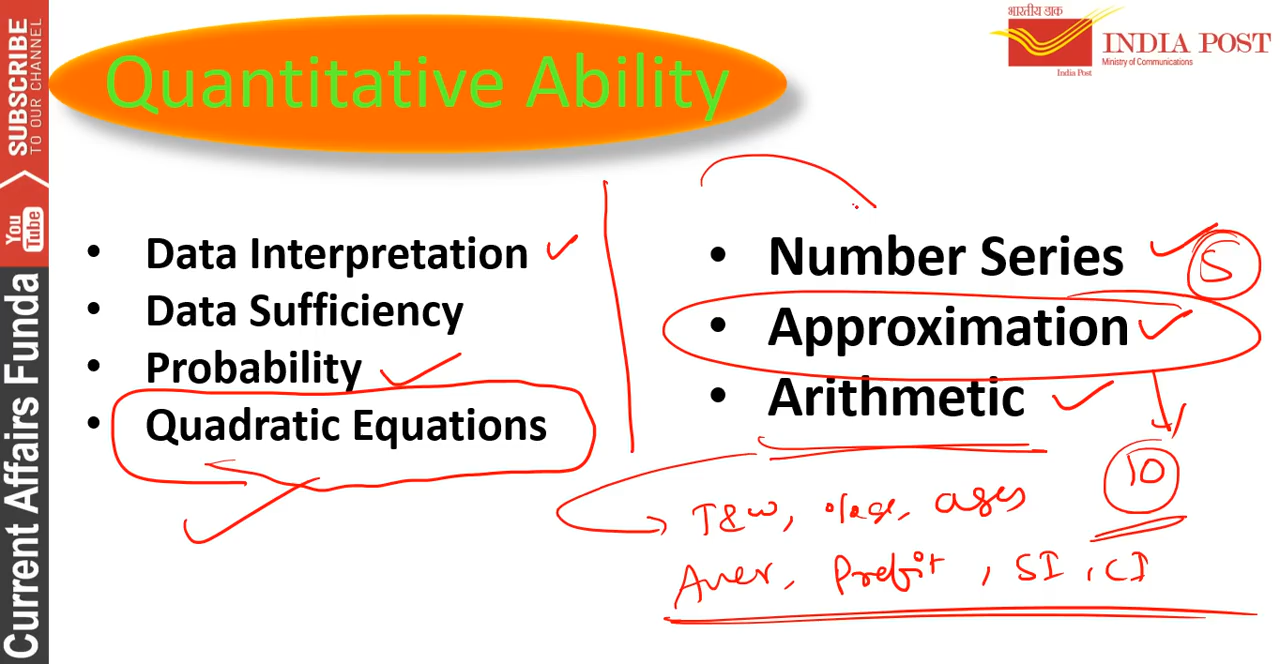 SUBSCRIBE
TO OUR CHANNEL
You
Tube
Current Affairs Funda
Quantitative Ability
भारतीय डाक
India Post
INDIA POST
Ministry of Communications
• Data Interpretation
• Data Sufficiency
• Probability
• Quadratic Equations
• Number Series
5
• Approximation
• Arithmetic
10
T&W, %age, ages
Aver, Profit, SI, CI